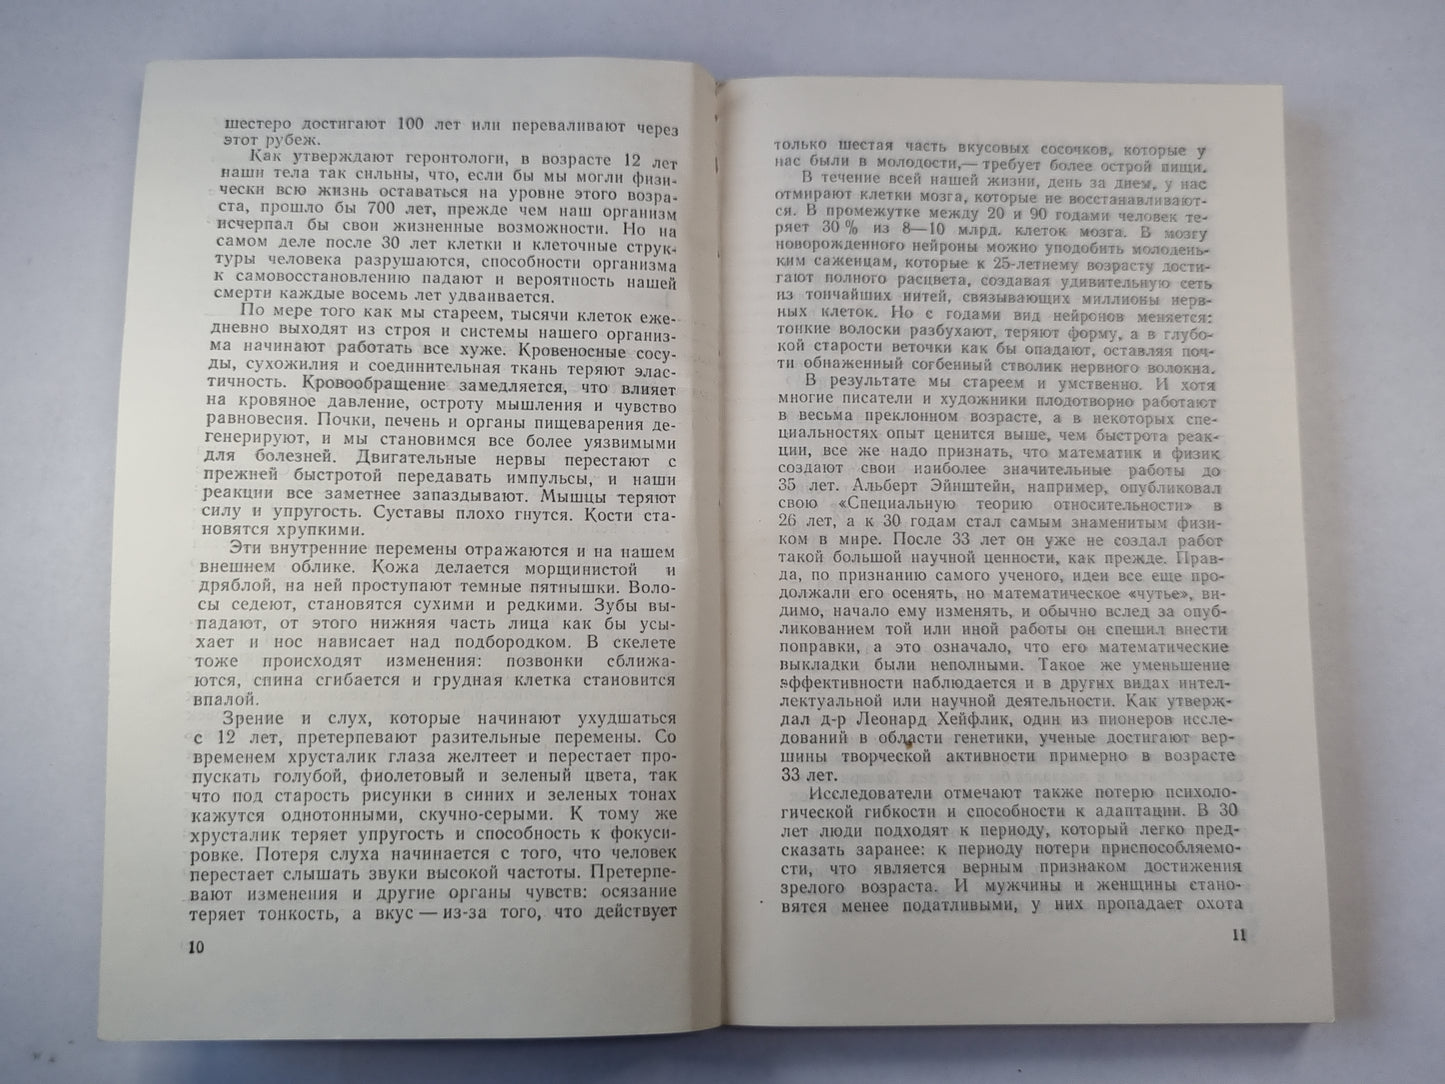 шестеро достигают 100 лет или переваливают через
этот рубеж.
Как утверждают геронтологи, в возрасте 12 лет
наши тела так сильны, что, если бы мы могли физи-
чески всю жизнь оставаться на уровне этого возра-
ста, прошло бы 700 лет, прежде чем наш организм
исчерпал бы свои жизненные возможности. Но на
самом деле после 30 лет клетки и клеточные струк-
туры человека разрушаются, способности организма
к самовосстановлению падают и вероятность нашей
смерти каждые восемь лет удваивается.
По мере того как мы стареем, тысячи клеток еже-
дневно выходят из строя и системы нашего организ-
ма начинают работать все хуже. Кровеносные сосу-
ды, сухожилия и соединительная ткань теряют элас-
тичность. Кровообращение замедляется, что влияет
на кровяное давление, остроту мышления и чувство
равновесия. Почки, печень и органы пищеварения де-
генерируют, и мы становимся все более уязвимыми
для болезней. Двигательные нервы перестают с
прежней быстротой передавать импульсы, и наши
реакции все заметнее запаздывают. Мышцы теряют
силу и упругость. Суставы плохо гнутся. Кости ста-
новятся хрупкими.
Эти внутренние перемены отражаются и на нашем
внешнем облике. Кожа делается морщинистой и
дряблой, на ней проступают темные пятнышки. Воло-
сы седеют, становятся сухими и редкими. Зубы вы-
падают, от этого нижняя часть лица как бы усы-
хает и нос нависает над подбородком. В скелете
тоже происходят изменения: позвонки сближа-
ются, спина сгибается и грудная клетка становится
впалой.
Зрение и слух, которые начинают ухудшаться
с 12 лет, претерпевают разительные перемены. Со
временем хрусталик глаза желтеет и перестает про-
пускать голубой, фиолетовый и зеленый цвета, так
что под старость рисунки в синих и зеленых тонах
кажутся однотонными, скучно-серыми. К тому же
хрусталик теряет упругость и способность к фокуси-
ровке. Потеря слуха начинается с того, что человек
перестает слышать звуки высокой частоты. Претерпе-
вают изменения и другие органы чувств: осязание
теряет тонкость, а вкус — из-за того, что действует
10
только шестая часть вкусовых сосочков, которые у
нас были в молодости,— требует более острой пищи.
В течение всей нашей жизни, день за днем, у нас
отмирают клетки мозга, которые не восстанавливают-
ся. В промежутке между 20 и 90 годами человек те-
ряет 30 % из 8—10 млрд. клеток мозга. В мозгу
новорожденного нейроны можно уподобить молодень-
ким саженцам, которые к 25-летнему возрасту дости-
гают полного расцвета, создавая удивительную сеть
из тончайших нитей, связывающих миллионы нерв-
ных клеток. Но с годами вид нейронов меняется:
тонкие волоски разбухают, теряют форму, а в глубо-
кой старости веточки как бы опадают, оставляя поч-
ти обнаженный согбенный стволик нервного волокна.
В результате мы стареем и умственно. И хотя
многие писатели и художники плодотворно работают
в весьма преклонном возрасте, а в некоторых спе-
циальностях опыт ценится выше, чем быстрота реак-
ции, все же надо признать, что математик и физик
создают свои наиболее значительные работы до
35 лет. Альберт Эйнштейн, например, опубликовал
свою «Специальную теорию относительности» в
26 лет, а к 30 годам стал самым знаменитым физи-
ком в мире. После 33 лет он уже не создал работ
такой большой научной ценности, как прежде. Прав-
да, по признанию самого ученого, идеи все еще про-
должали его осенять, но математическое «чутье», ви-
димо, начало ему изменять, и обычно вслед за опуб-
ликованием той или иной работы он спешил внести
поправки, а это означало, что его математические
выкладки были неполными. Такое же уменьшение
эффективности наблюдается и в других видах интел-
лектуальной или научной деятельности. Как утверж-
дал д-р Леонард Хейфлик, один из пионеров иссле-
дований в области генетики, ученые достигают вер-
шины творческой активности примерно в возрасте
33 лет.
Исследователи отмечают также потерю психоло-
гической гибкости и способности к адаптации. В 30
лет люди подходят к периоду, который легко пред-
сказать заранее: к периоду потери приспособляемо-
сти, что является верным признаком достижения
зрелого возраста. И мужчины и женщины стано-
вятся менее податливыми, у них пропадает охота
11